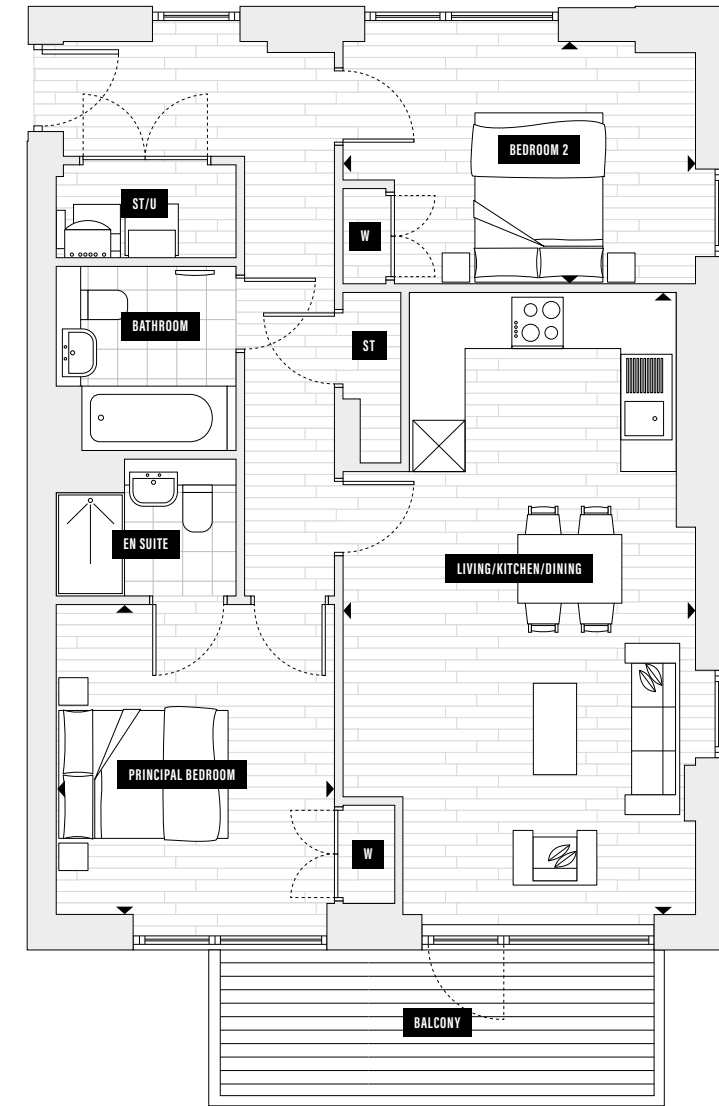 BEDROOM 2
ST/U
W
BATHROOM
ST
EN SUITE
LIVING/KITCHEN/DINING
PRINCIPAL BEDROOM
W
BALCONY